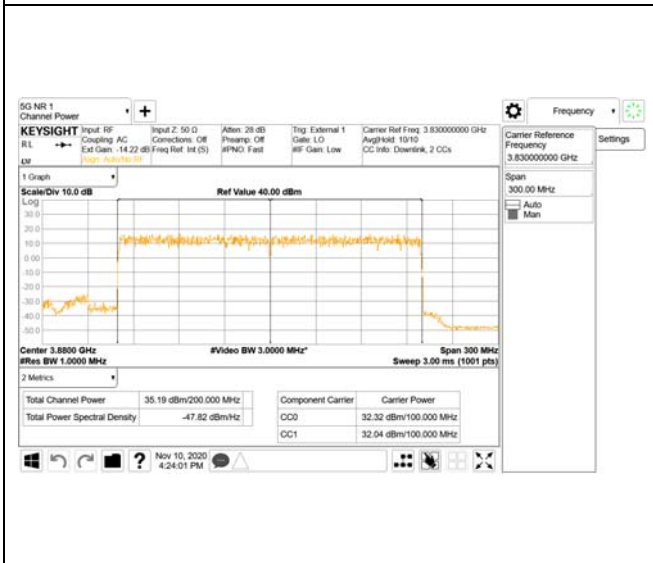 5G NR 1
Channel Power
Frequency
KEYSIGHT
RL
Input: RF
Coupling: AC
Ext Gain: -14.22 dB
Align: Auto/No RF
Input Z: 50 Ω
Corrections: Off
Freq Ref: Int (S)
Atten: 28 dB
Preamp: Off
#PNO: Fast
Trig: External 1
Gate: LO
#IF Gain: Low
Carrier Ref Freq: 3.830000000 GHz
Avg|Hold: 10/10
CC Info: Downlink, 2 CCs
Carrier Reference
Frequency
3.830000000 GHz
Settings
Span
300.00 MHz
Auto
Man
1 Graph
Scale/Div 10.0 dB
Ref Value 40.00 dBm
Log
30.0
20.0
10.0
0.00
-10.0
-20.0
-30.0
-40.0
-50.0
Center 3.8800 GHz
#Video BW 3.0000 MHz*
Span 300 MHz
#Res BW 1.0000 MHz
Sweep 3.00 ms (1001 pts)
2 Metrics
Total Channel Power 35.19 dBm/200.000 MHz
Total Power Spectral Density -47.82 dBm/Hz
Component Carrier Carrier Power
CC0 32.32 dBm/100.000 MHz
CC1 32.04 dBm/100.000 MHz
Nov 10, 2020
4:24:01 PM